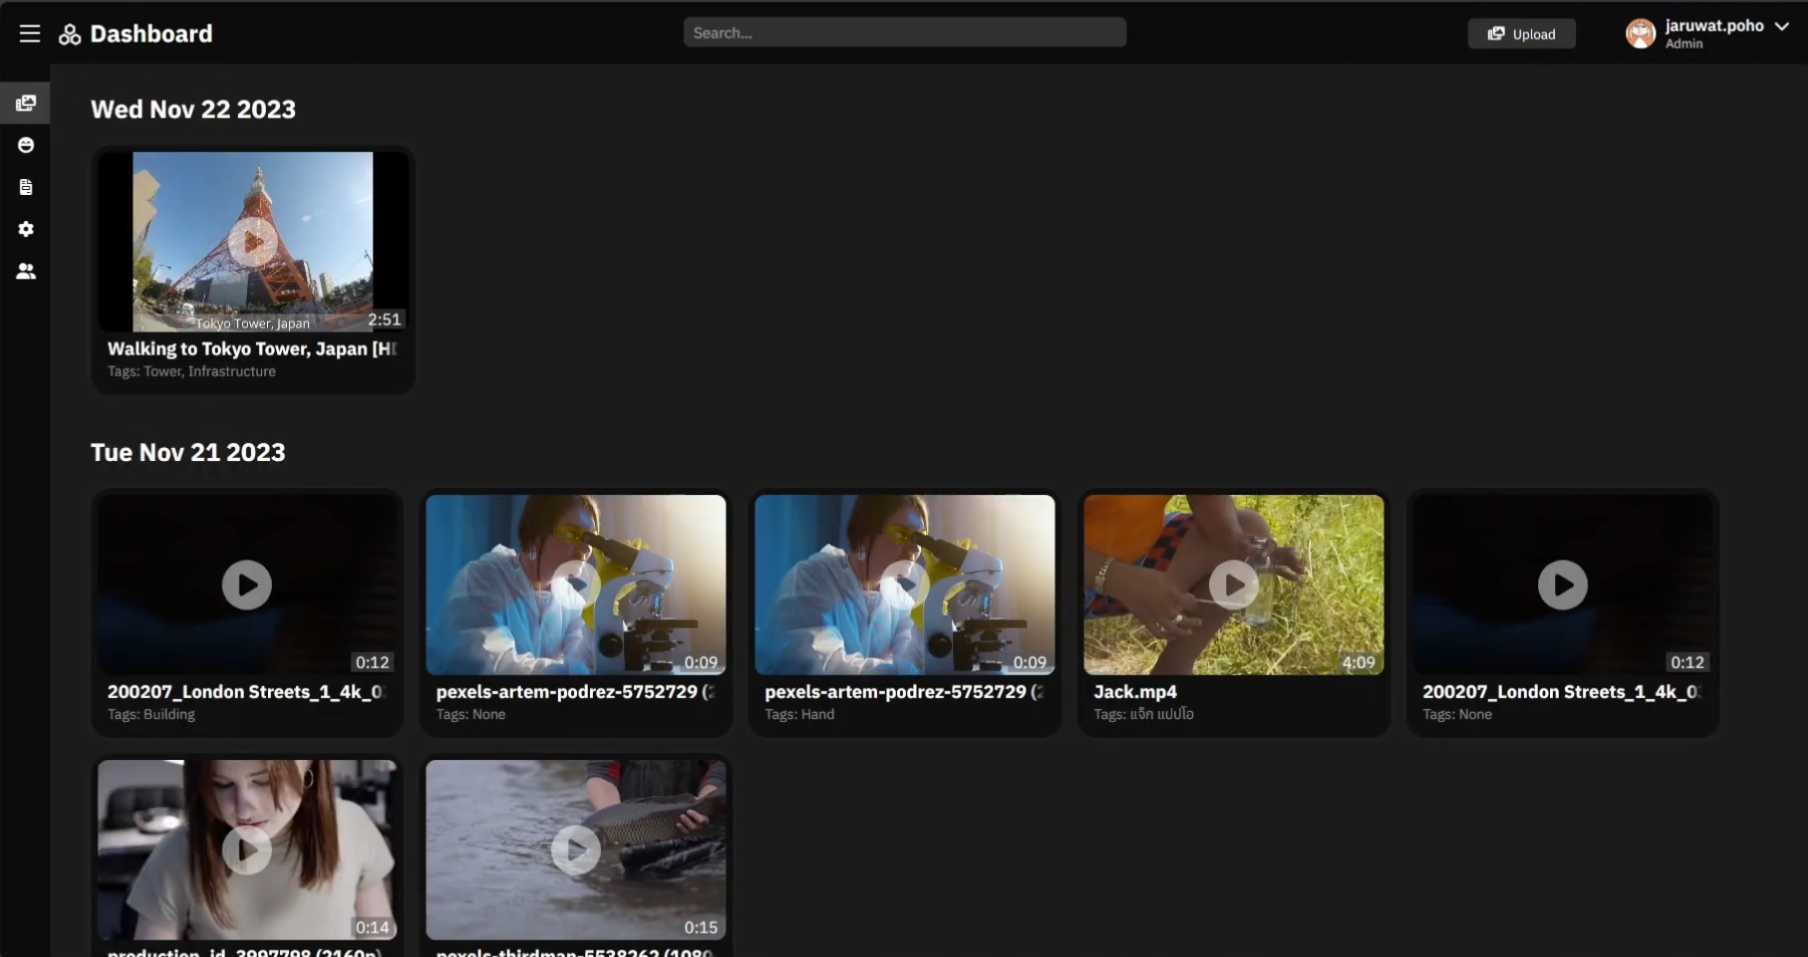 Dashboard
Search...
Upload
jaruwat.poho
Admin
Wed Nov 22 2023
Tokyo Tower, Japan
2:51
Walking to Tokyo Tower, Japan [H
Tags: Tower, Infrastructure
Tue Nov 21 2023
0:12
200207_London Streets_1_4k_0
Tags: Building
0:09
pexels-artem-podrez-5752729 (2
Tags: None
0:09
pexels-artem-podrez-5752729 (2
Tags: Hand
4:09
Jack.mp4
Tags: แจ็ก แปปโอ
0:12
200207_London Streets_1_4k_0
Tags: None
0:14
production_id_3997798 (2160p)
0:15
pexels-thirdman-5538262 (1080